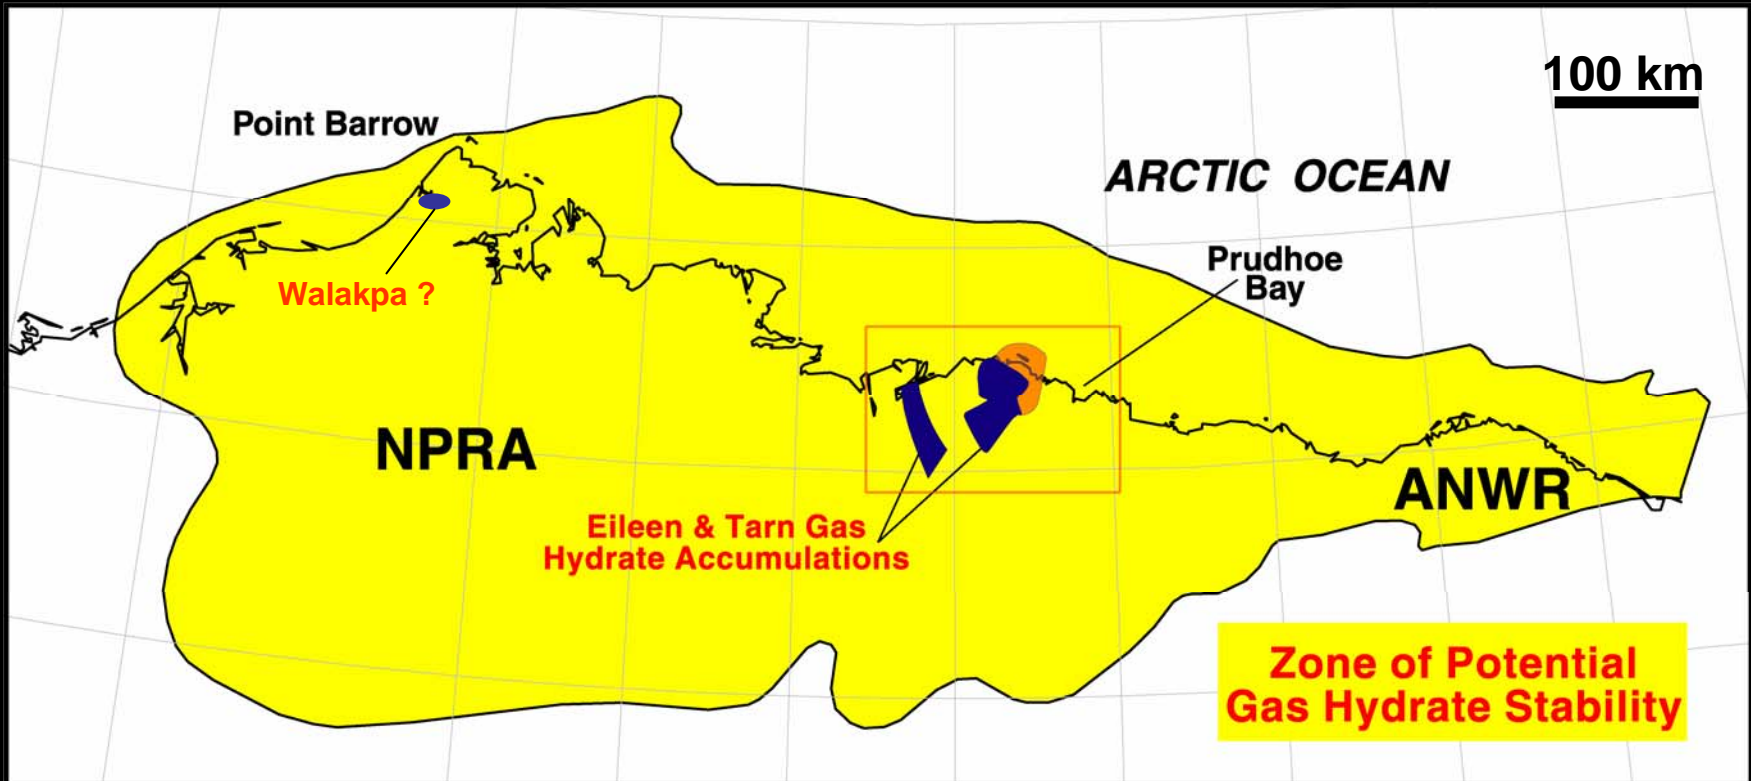 100 km
Point Barrow
ARCTIC OCEAN
Prudhoe
Bay
Walakpa ?
NPRA
ANWR
Eileen & Tarn Gas
Hydrate Accumulations
Zone of Potential
Gas Hydrate Stability